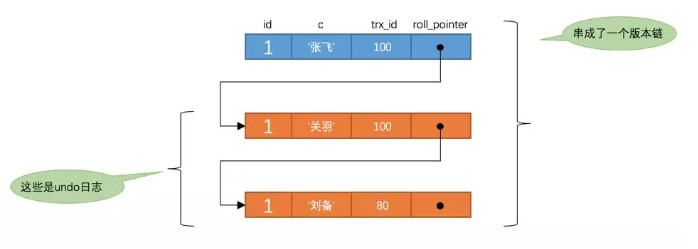 id c trx_id roll_pointer
串成了一个版本链
1 '张飞' 100
1 '关羽' 100
这些是undo日志
1 '刘备' 80